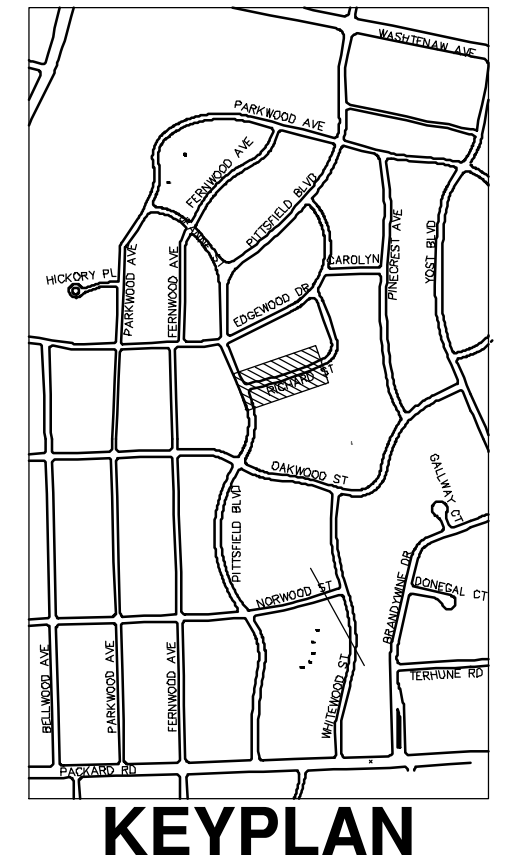 WASHTENAW AVE
PARKWOOD AVE
FERNWOOD AVE
PITTSFIELD BLVD
PINECREST AVE
YOST BLVD
CAROLYN
HICKORY PL
PARKWOOD AVE
FERNWOOD AVE
EDGEWOOD DR
RICHARD ST
OAKWOOD ST
GALLWAY CT
PITTSFIELD BLVD
BRANDYWINE DR
DONEGAL CT
NORWOOD ST
BELLWOOD AVE
PARKWOOD AVE
FERNWOOD AVE
WHITEWOOD ST
TERHUNE RD
PACKARD RD
KEYPLAN